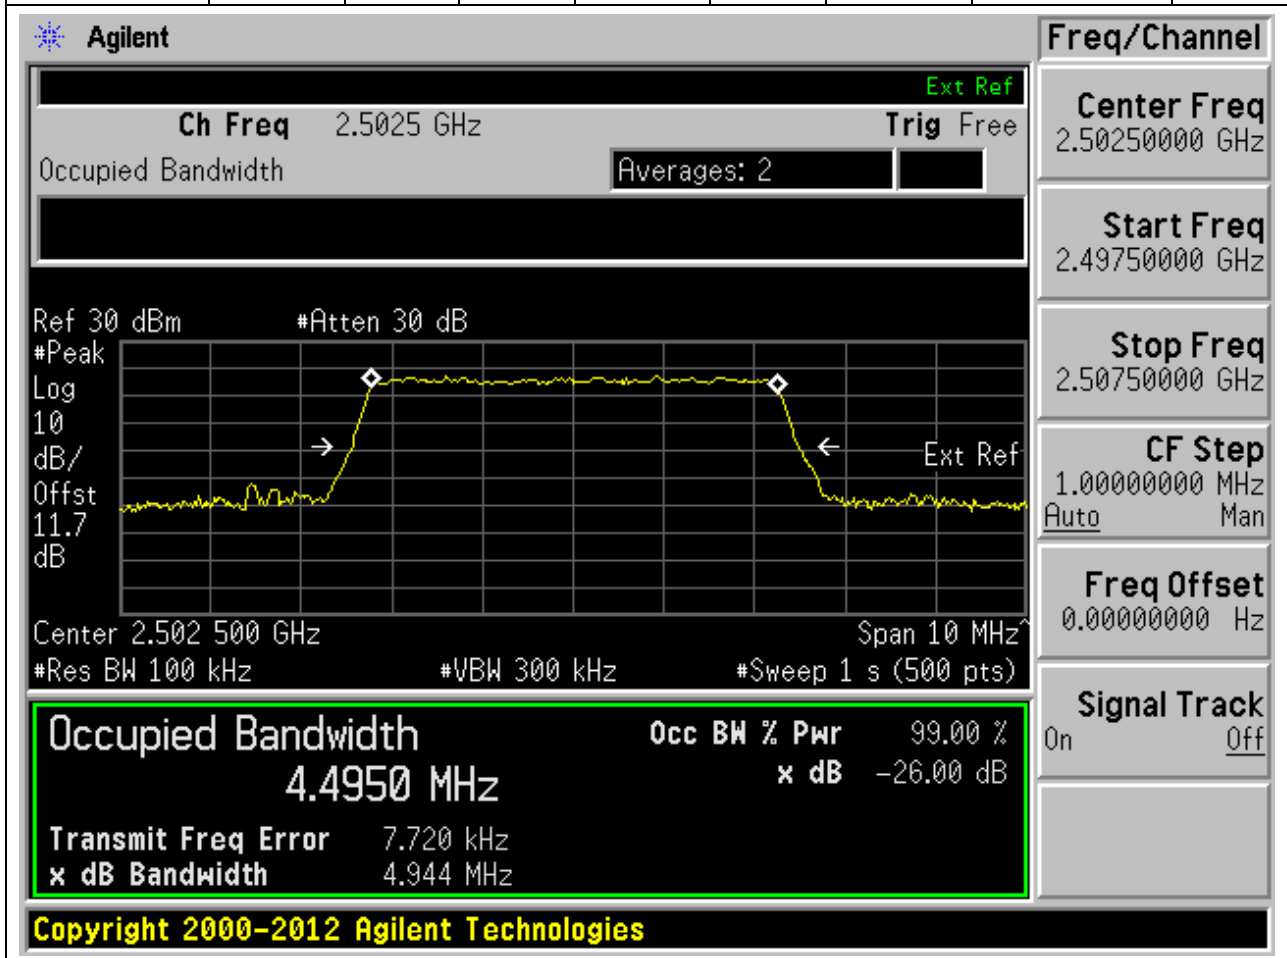 Agilent
Freq/Channel
Ext Ref
Ch Freq 2.5025 GHz Trig Free
Occupied Bandwidth Averages: 2
Center Freq
2.50250000 GHz
Start Freq
2.49750000 GHz
Stop Freq
2.50750000 GHz
CF Step
1.00000000 MHz
Auto Man
Freq Offset
0.00000000 Hz
Signal Track
On Off
Ref 30 dBm #Atten 30 dB
#Peak
Log
10
dB/
Offst
11.7
dB
Ext Ref
Center 2.502 500 GHz Span 10 MHz^
#Res BW 100 kHz #VBW 300 kHz #Sweep 1 s (500 pts)
Occupied Bandwidth
4.4950 MHz
Occ BW % Pwr 99.00 %
x dB -26.00 dB
Transmit Freq Error 7.720 kHz
x dB Bandwidth 4.944 MHz
Copyright 2000-2012 Agilent Technologies